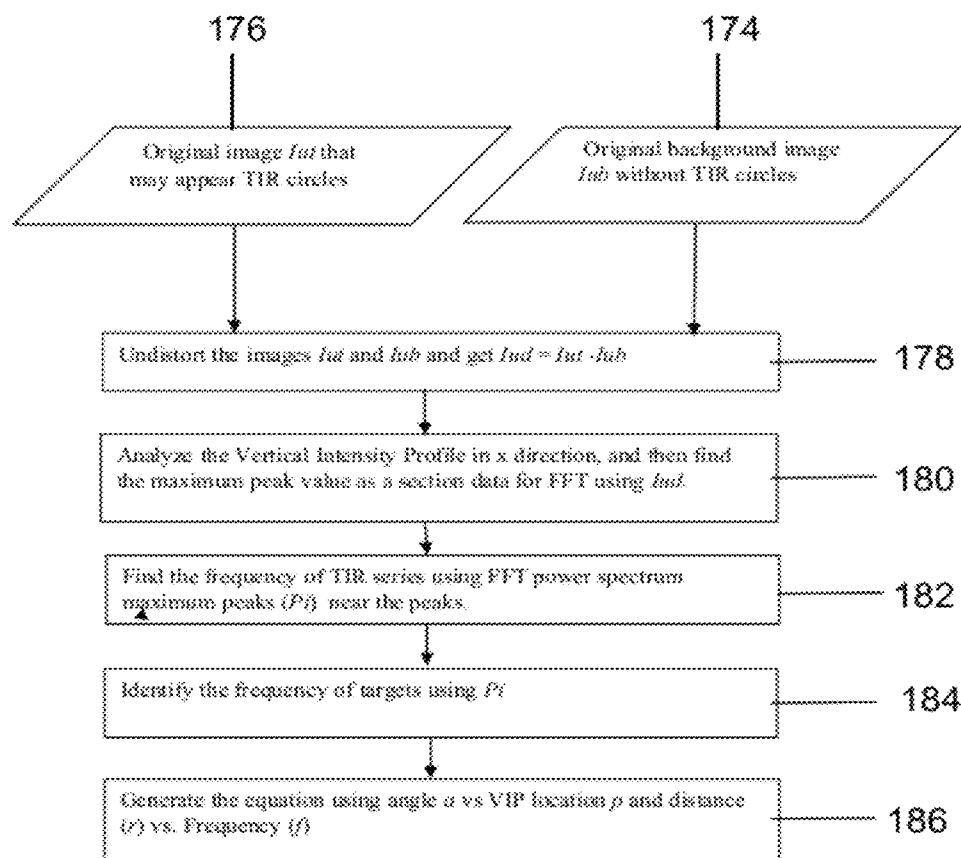 176
174
Original image Iut that
may appear TIR circles
Original background image
Iub without TIR circles
Undistort the images Iut and Iub and get Iud = Iut -Iub
178
Analyze the Vertical Intensity Profile in x direction, and then find
the maximum peak value as a section data for FFT using Iud.
180
Find the frequency of TIR series using FFT power spectrum
maximum peaks (Pi) near the peaks.
182
Identify the frequency of targets using Pi
184
Generate the equation using angle α vs VIP location p and distance
(r) vs. Frequency (f)
186